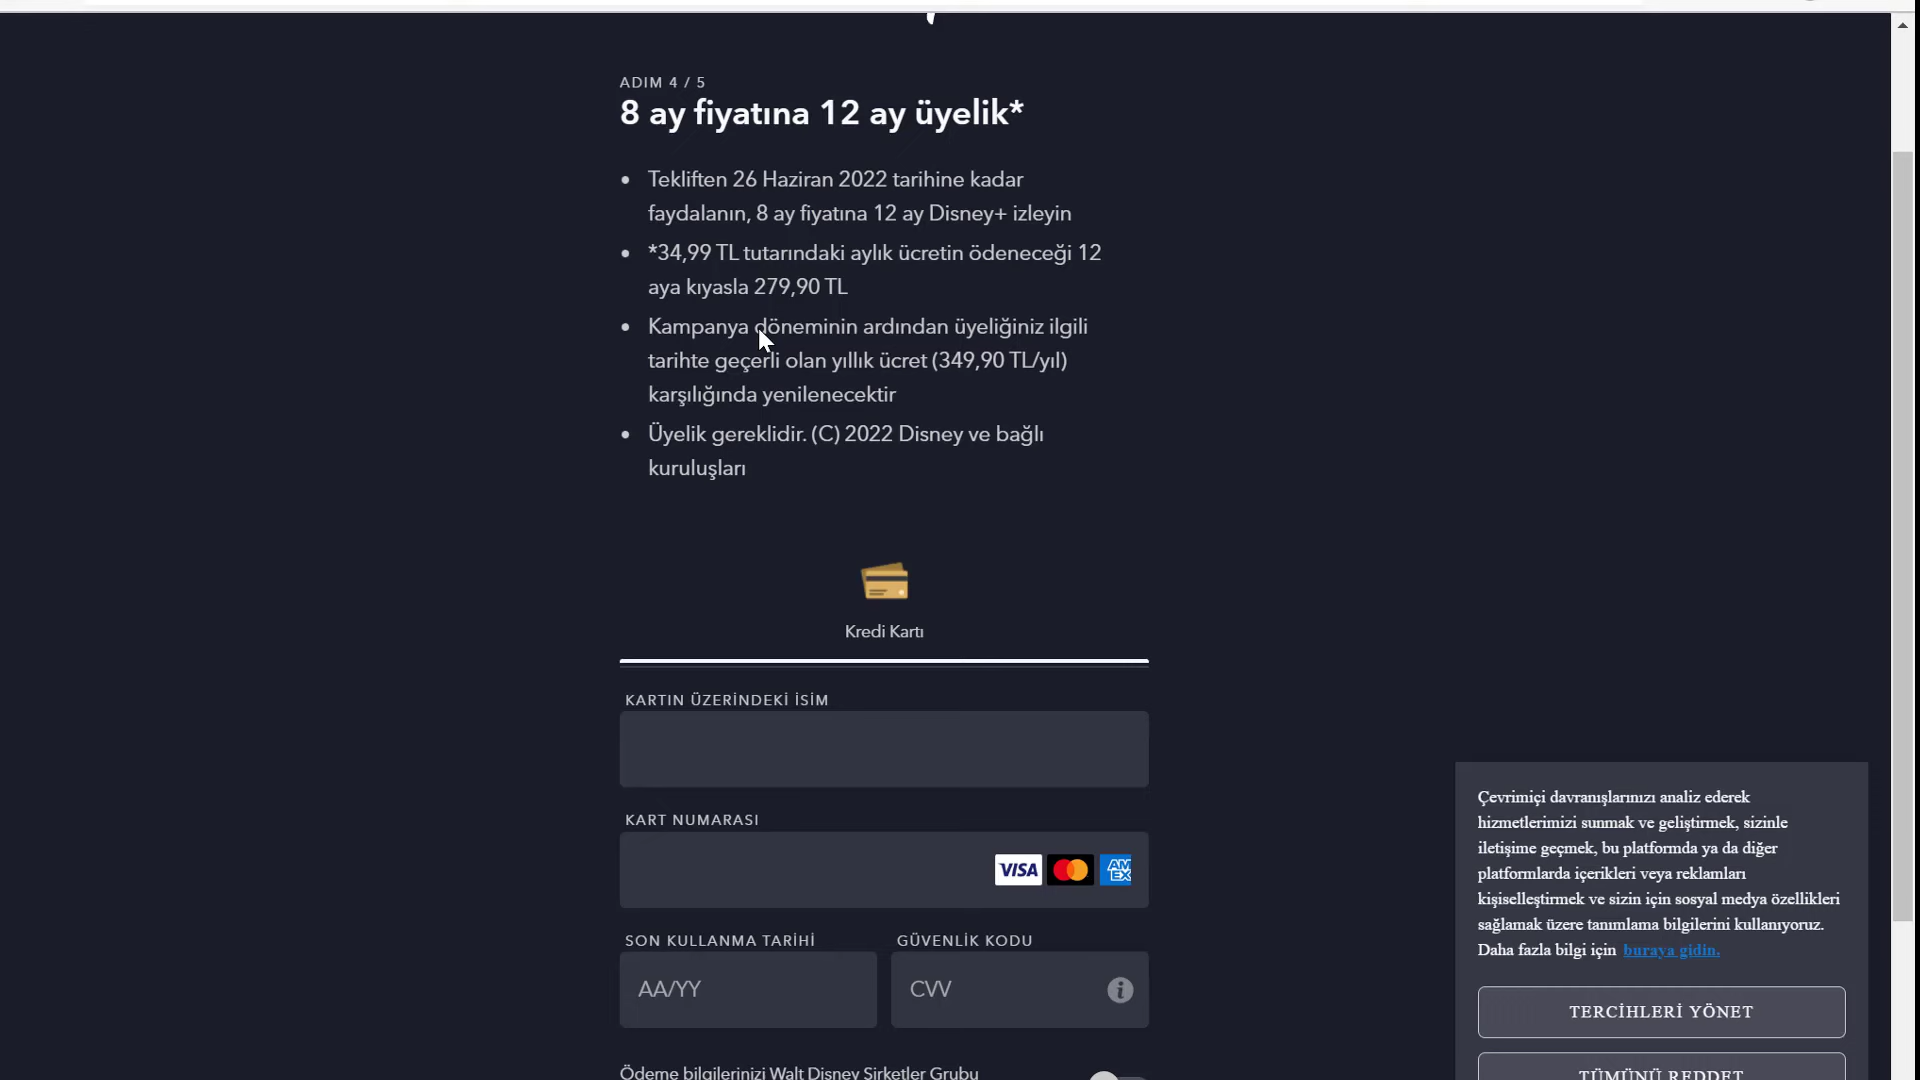 ADIM 4 / 5
8 ay fiyatına 12 ay üyelik*
• Tekliften 26 Haziran 2022 tarihine kadar
faydalanın, 8 ay fiyatına 12 ay Disney+ izleyin
• *34,99 TL tutarındaki aylık ücretin ödeneceği 12
aya kıyasla 279,90 TL
• Kampanya döneminin ardından üyeliğiniz ilgili
tarihte geçerli olan yıllık ücret (349,90 TL/yıl)
karşılığında yenilenecektir
• Üyelik gereklidir. (C) 2022 Disney ve bağlı
kuruluşları
Kredi Kartı
KARTIN ÜZERİNDEKİ İSİM
KART NUMARASI
VISA
AM
EX
SON KULLANMA TARİHİ
GÜVENLİK KODU
AA/YY
CVV
Ödeme bilgilerinizi Walt Disney Şirketler Grubu
Çevrimiçi davranışlarınızı analiz ederek
hizmetlerimizi sunmak ve geliştirmek, sizinle
iletişime geçmek, bu platformda ya da diğer
platformlarda içerikleri veya reklamları
kişiselleştirmek ve sizin için sosyal medya özellikleri
sağlamak üzere tanımlama bilgilerini kullanıyoruz.
Daha fazla bilgi için buraya gidin.
TERCİHLERİ YÖNET
TÜMÜNÜ REDDET